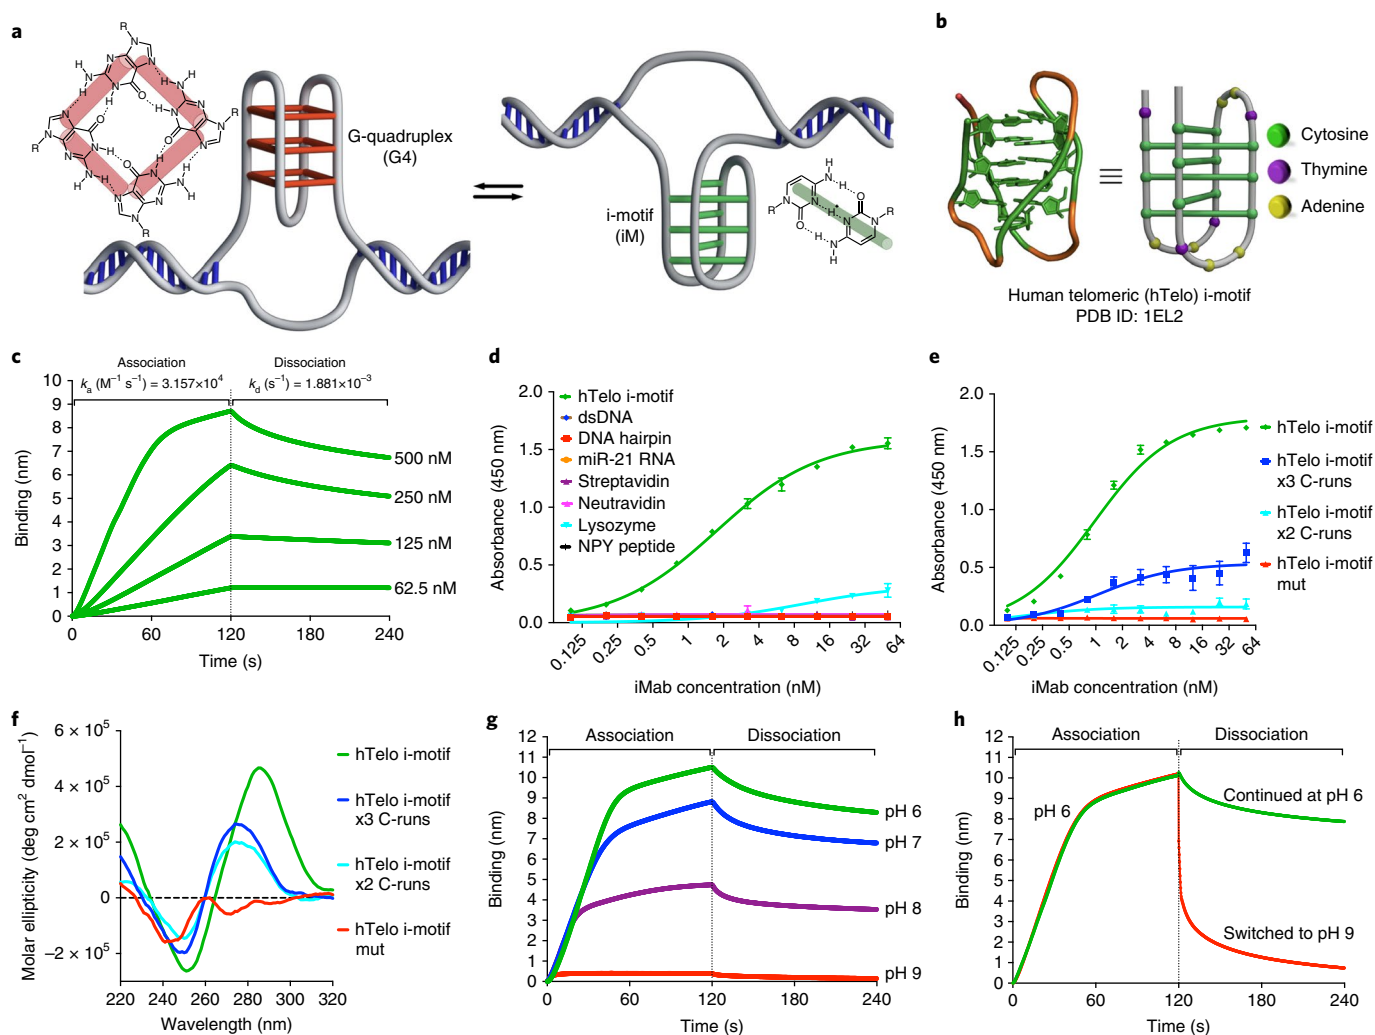 a
R
N
N
H
H
N
N
N
N
H
O
H
N
H
R
N
O
N
H
N
N
N
H
O
O
H
N
N
N
N
R
H
N
H
N
O
H
N
N
N
H
N
N
H
R
G-quadruplex
(G4)
i-motif
(iM)
H
N
H
O
N
N
R
N
H
N
N
R
O
H
N
H
b
Cytosine
Thymine
Adenine
Human telomeric (hTelo) i-motif
PDB ID: 1EL2
c
Association
Dissociation
kₐ (M⁻¹ s⁻¹) = 3.157×10⁴
k_d (s⁻¹) = 1.881×10⁻³
10
9
8
7
6
5
4
3
2
1
0
Binding (nm)
500 nM
250 nM
125 nM
62.5 nM
0
60
120
180
240
Time (s)
d
2.0
1.5
1.0
0.5
0.0
Absorbance (450 nm)
hTelo i-motif
dsDNA
DNA hairpin
miR-21 RNA
Streptavidin
Neutravidin
Lysozyme
NPY peptide
0.125
0.25
0.5
1
2
4
8
16
32
64
iMab concentration (nM)
e
2.0
1.5
1.0
0.5
0.0
Absorbance (450 nm)
hTelo i-motif
hTelo i-motif
x3 C-runs
hTelo i-motif
x2 C-runs
hTelo i-motif
mut
0.125
0.25
0.5
1
2
4
8
16
32
64
iMab concentration (nM)
f
6 × 10⁵
4 × 10⁵
2 × 10⁵
0
−2 × 10⁵
Molar ellipticity (deg cm² dmol⁻¹)
hTelo i-motif
hTelo i-motif
x3 C-runs
hTelo i-motif
x2 C-runs
hTelo i-motif
mut
220
240
260
280
300
320
Wavelength (nm)
g
Association
Dissociation
12
11
10
9
8
7
6
5
4
3
2
1
0
Binding (nm)
pH 6
pH 7
pH 8
pH 9
0
60
120
180
240
Time (s)
h
Association
Dissociation
12
11
10
9
8
7
6
5
4
3
2
1
0
Binding (nm)
pH 6
Continued at pH 6
Switched to pH 9
0
60
120
180
240
Time (s)